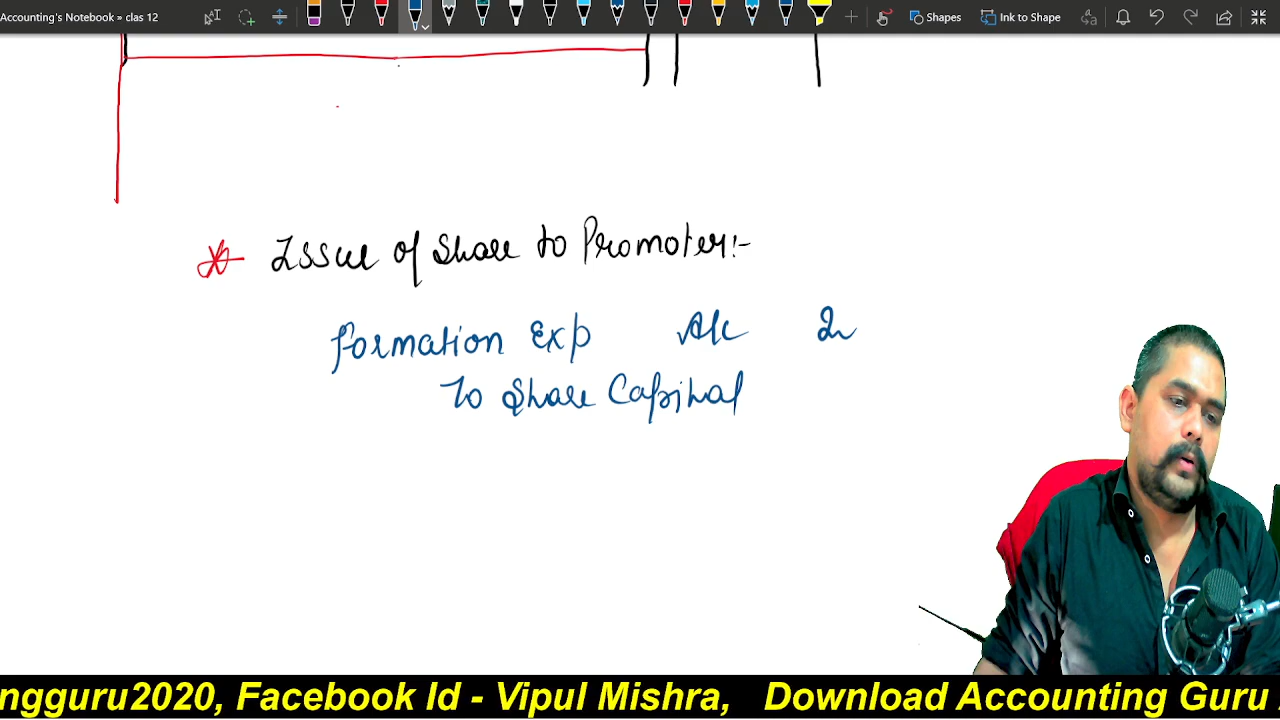 Accounting's Notebook » clas 12
Shapes
Ink to Shape
Issue of Share to Promoter:-
Formation Exp A/c Dr
To Share Capital
ngguru2020, Facebook Id - Vipul Mishra, Download Accounting Guru